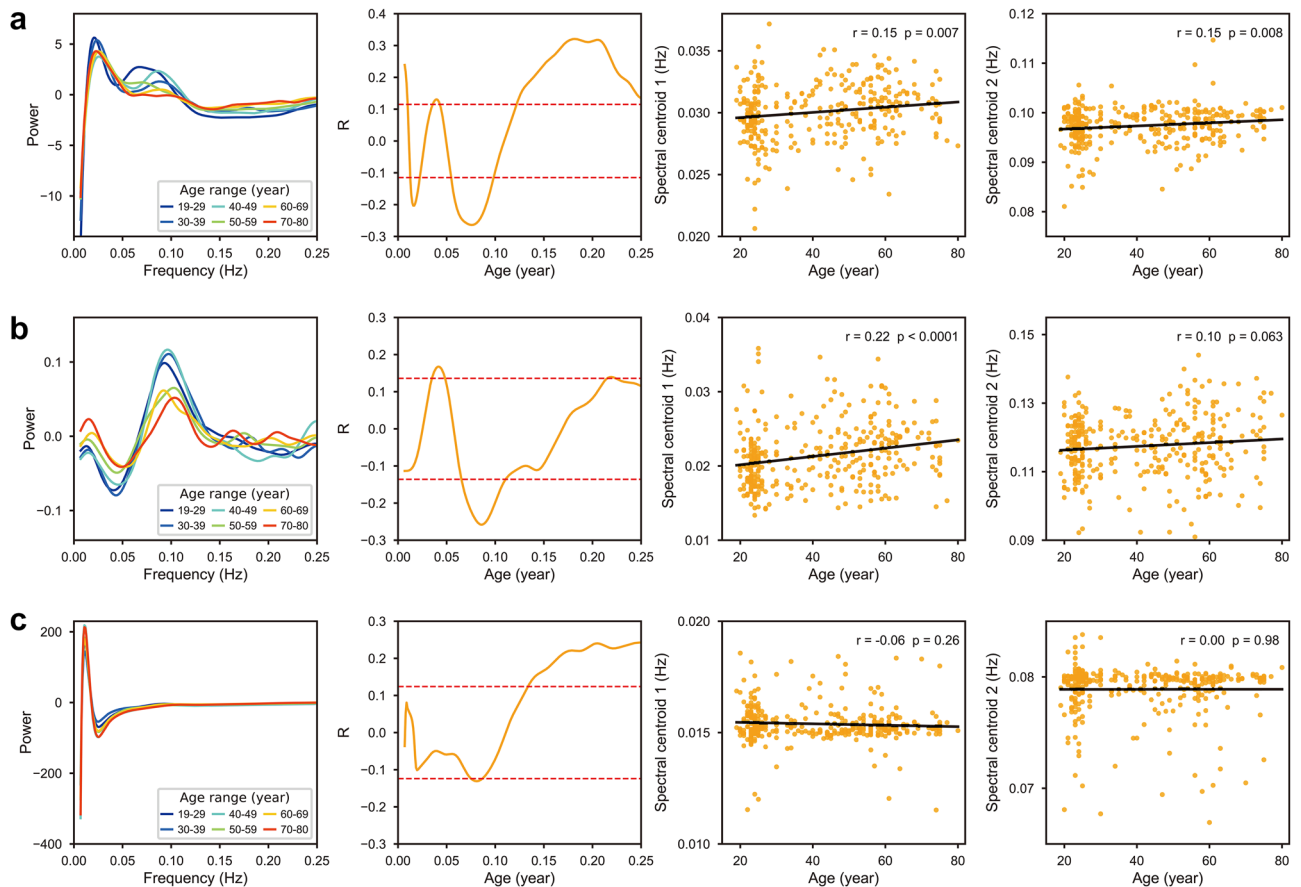 a
Power
5
0
−5
−10
0.00 0.05 0.10 0.15 0.20 0.25
Frequency (Hz)
Age range (year)
19-29 40-49 60-69
30-39 50-59 70-80
R
0.4
0.3
0.2
0.1
0.0
−0.1
−0.2
−0.3
0.00 0.05 0.10 0.15 0.20 0.25
Age (year)
Spectral centroid 1 (Hz)
0.035
0.030
0.025
0.020
20 40 60 80
Age (year)
r = 0.15 p = 0.007
Spectral centroid 2 (Hz)
0.12
0.11
0.10
0.09
0.08
20 40 60 80
Age (year)
r = 0.15 p = 0.008
b
Power
0.1
0.0
−0.1
0.00 0.05 0.10 0.15 0.20 0.25
Frequency (Hz)
Age range (year)
19-29 40-49 60-69
30-39 50-59 70-80
R
0.3
0.2
0.1
0.0
−0.1
−0.2
−0.3
0.00 0.05 0.10 0.15 0.20 0.25
Age (year)
Spectral centroid 1 (Hz)
0.04
0.03
0.02
0.01
20 40 60 80
Age (year)
r = 0.22 p < 0.0001
Spectral centroid 2 (Hz)
0.15
0.13
0.11
0.09
20 40 60 80
Age (year)
r = 0.10 p = 0.063
c
Power
200
0
−200
−400
0.00 0.05 0.10 0.15 0.20 0.25
Frequency (Hz)
Age range (year)
19-29 40-49 60-69
30-39 50-59 70-80
R
0.3
0.2
0.1
0.0
−0.1
−0.2
−0.3
0.00 0.05 0.10 0.15 0.20 0.25
Age (year)
Spectral centroid 1 (Hz)
0.020
0.015
0.010
20 40 60 80
Age (year)
r = -0.06 p = 0.26
Spectral centroid 2 (Hz)
0.08
0.07
20 40 60 80
Age (year)
r = 0.00 p = 0.98